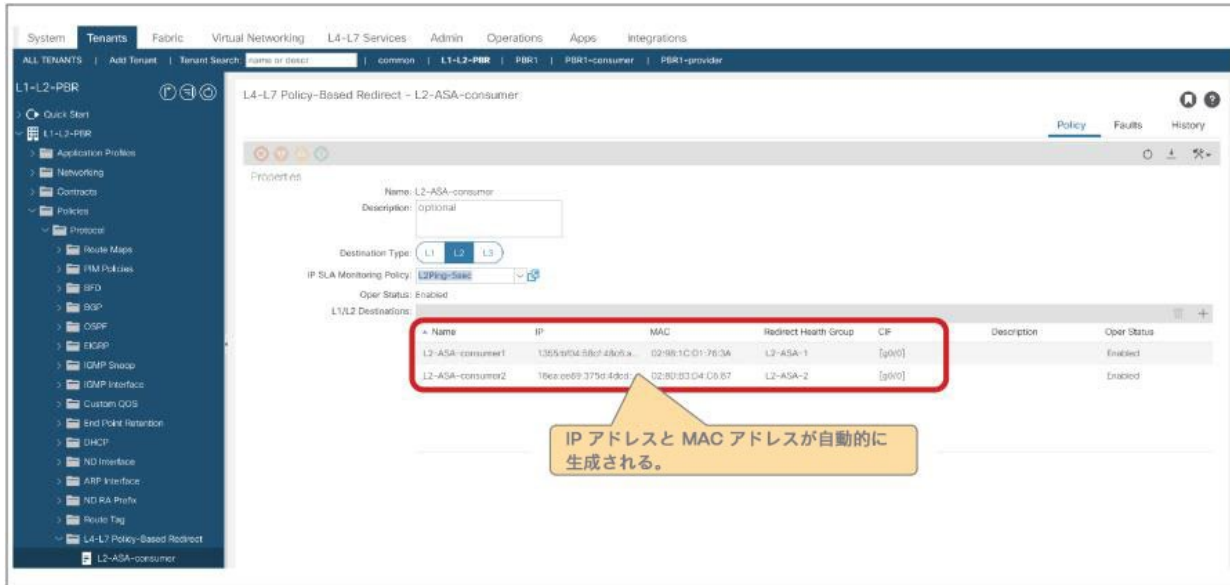 System Tenants Fabric Virtual Networking L4-L7 Services Admin Operations Apps Integrations
ALL TENANTS | Add Tenant | Tenant Search: name or descr | common | L1-L2-PBR | PBR1 | PBR1-consumer | PBR1-provider
L1-L2-PBR
Quick Start
L1-L2-PBR
Application Profiles
Networking
Contracts
Policies
Protocol
Route Maps
PIM Policies
BFD
BGP
OSPF
EIGRP
IGMP Snoop
IGMP Interface
Custom QOS
End Point Retention
DHCP
ND Interface
ARP Interface
ND RA Prefix
Route Tag
L4-L7 Policy-Based Redirect
L2-ASA-consumer
L4-L7 Policy-Based Redirect - L2-ASA-consumer
Policy Faults History
Properties
Name: L2-ASA-consumer
Description: optional
Destination Type: L1 L2 L3
IP SLA Monitoring Policy: L2Ping-5sec
Oper Status: Enabled
L1/L2 Destinations:
Name IP MAC Redirect Health Group CIF Description Oper Status
L2-ASA-consumer1 02:98:1C:01:76:3A L2-ASA-1 [g0/0] Enabled
L2-ASA-consumer2 L2-ASA-2 [g0/0] Enabled
IP アドレスと MAC アドレスが自動的に
生成される。